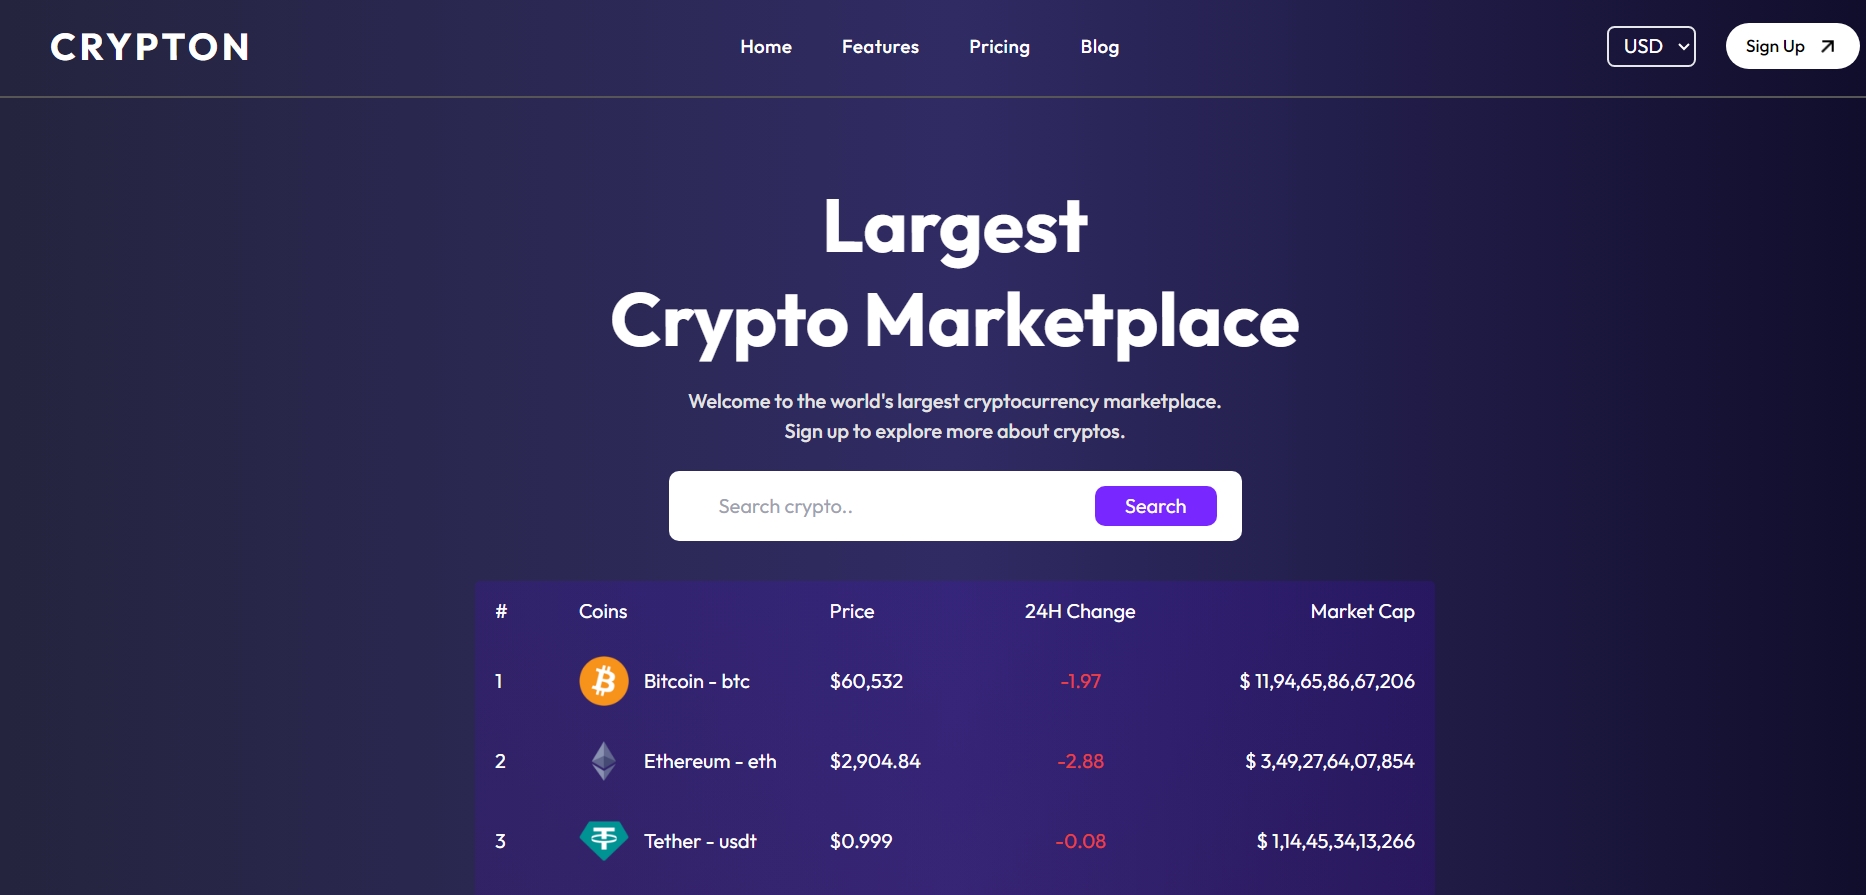 CRYPTON Home Features Pricing Blog USD Sign Up
Largest
Crypto Marketplace
Welcome to the world's largest cryptocurrency marketplace.
Sign up to explore more about cryptos.
Search crypto.. Search
# Coins Price 24H Change Market Cap
1 Bitcoin - btc $60,532 -1.97 $ 11,94,65,86,67,206
2 Ethereum - eth $2,904.84 -2.88 $ 3,49,27,64,07,854
3 Tether - usdt $0.999 -0.08 $ 1,14,45,34,13,266